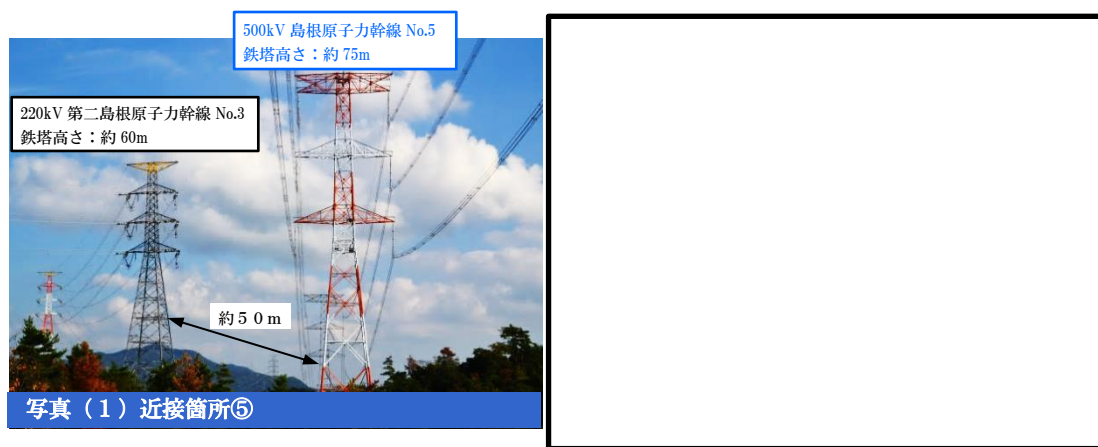 500kV 島根原子力幹線 No.5
鉄塔高さ：約 75m
220kV 第二島根原子力幹線 No.3
鉄塔高さ：約 60m
約５０ｍ
写真（１）近接箇所⑤